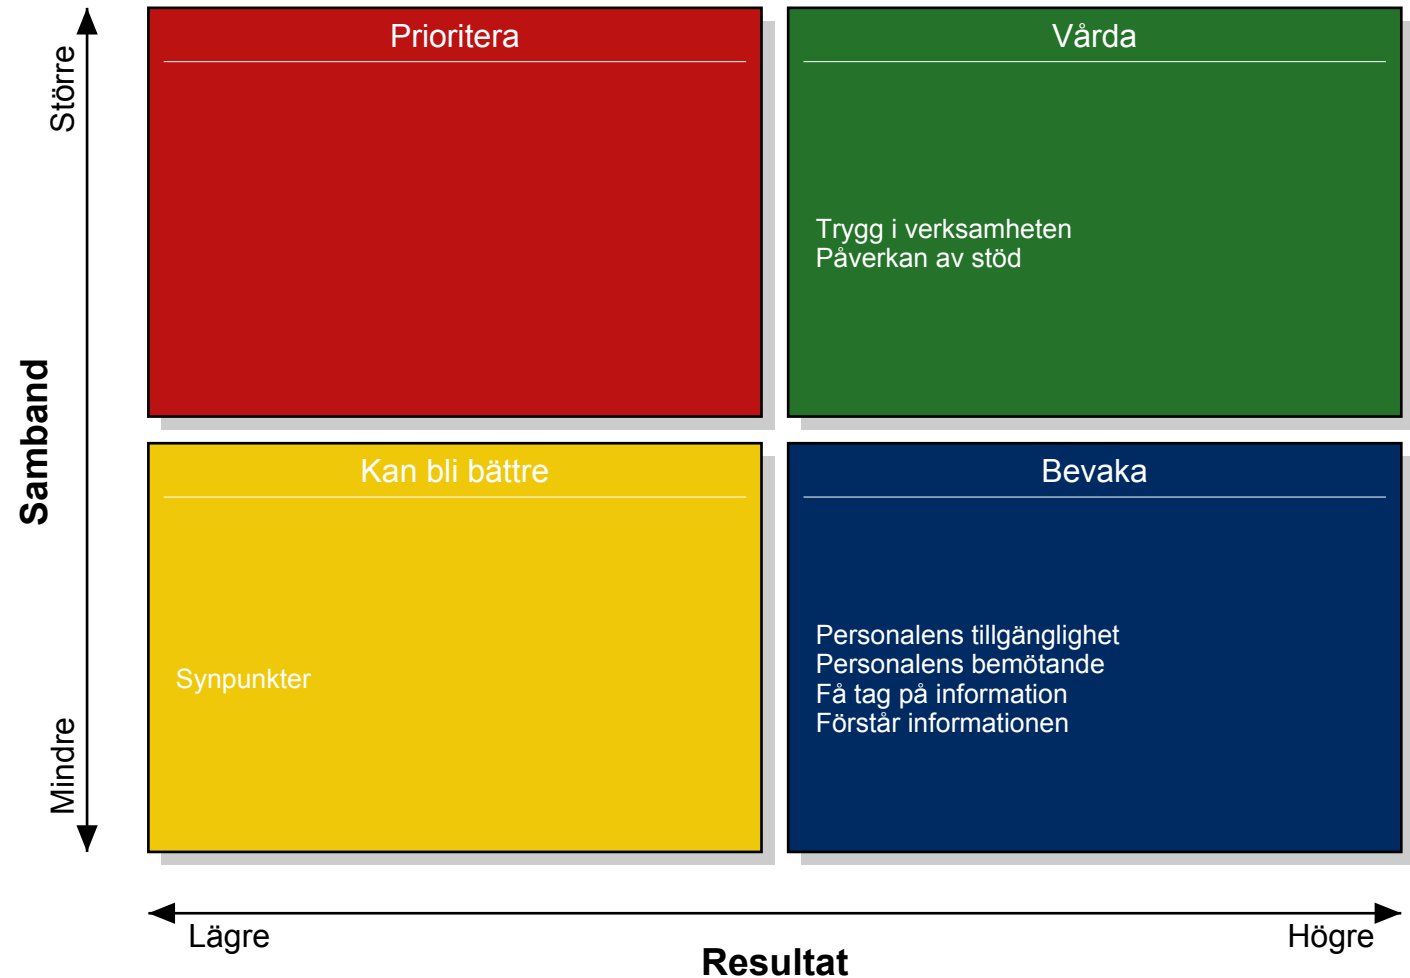 Större
Samband
Mindre
Prioritera
Vårda
Trygg i verksamheten
Påverkan av stöd
Kan bli bättre
Synpunkter
Bevaka
Personalens tillgänglighet
Personalens bemötande
Få tag på information
Förstår informationen
Lägre
Resultat
Högre